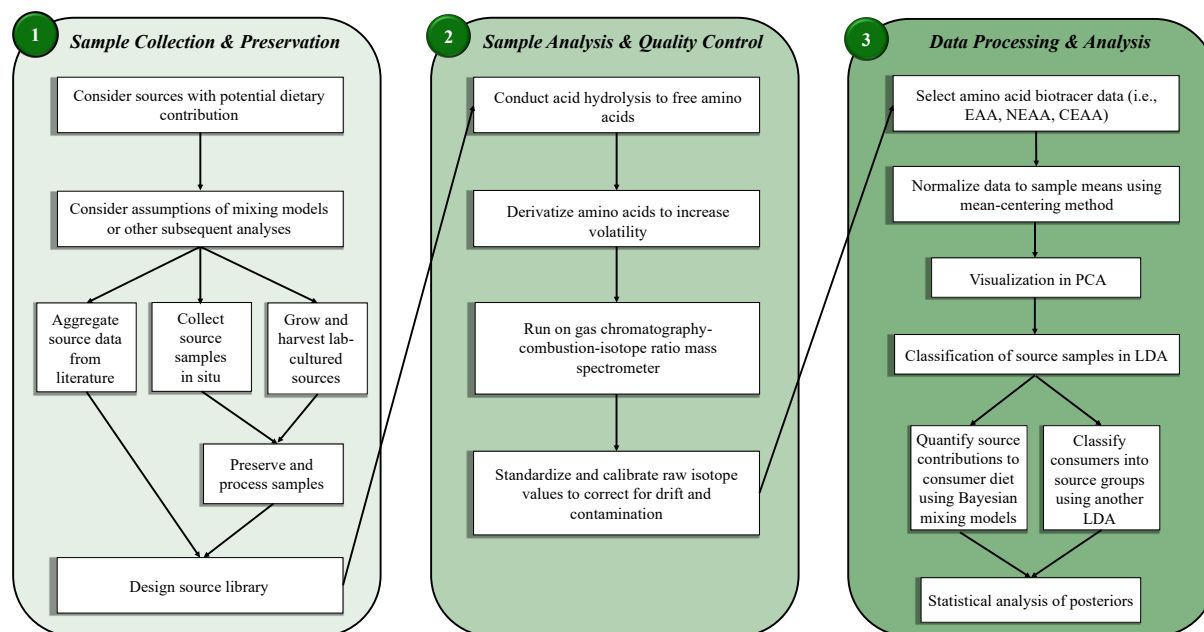 1
Sample Collection & Preservation
Consider sources with potential dietary
contribution
Consider assumptions of mixing models
or other subsequent analyses
Aggregate
source data
from
literature
Collect
source
samples
in situ
Grow and
harvest lab-
cultured
sources
Preserve and
process samples
Design source library
2
Sample Analysis & Quality Control
Conduct acid hydrolysis to free amino
acids
Derivatize amino acids to increase
volatility
Run on gas chromatography-
combustion-isotope ratio mass
spectrometer
Standardize and calibrate raw isotope
values to correct for drift and
contamination
3
Data Processing & Analysis
Select amino acid biotracer data (i.e.,
EAA, NEAA, CEAA)
Normalize data to sample means using
mean-centering method
Visualization in PCA
Classification of source samples in LDA
Quantify source
contributions to
consumer diet
using Bayesian
mixing models
Classify
consumers into
source groups
using another
LDA
Statistical analysis of posteriors